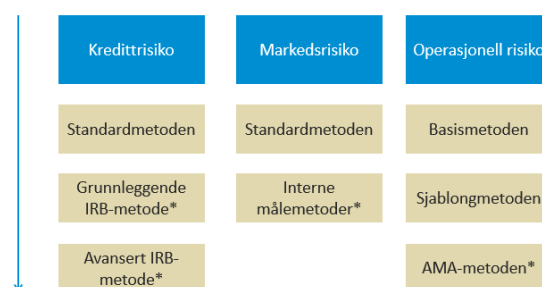 Kredittrisiko
Markedsrisiko
Operasjonell risiko
Standardmetoden
Standardmetoden
Basismetoden
Grunnleggende
IRB-metode*
Interne
målemetoder*
Sjablongmetoden
Avansert IRB-
metode*
AMA-metoden*